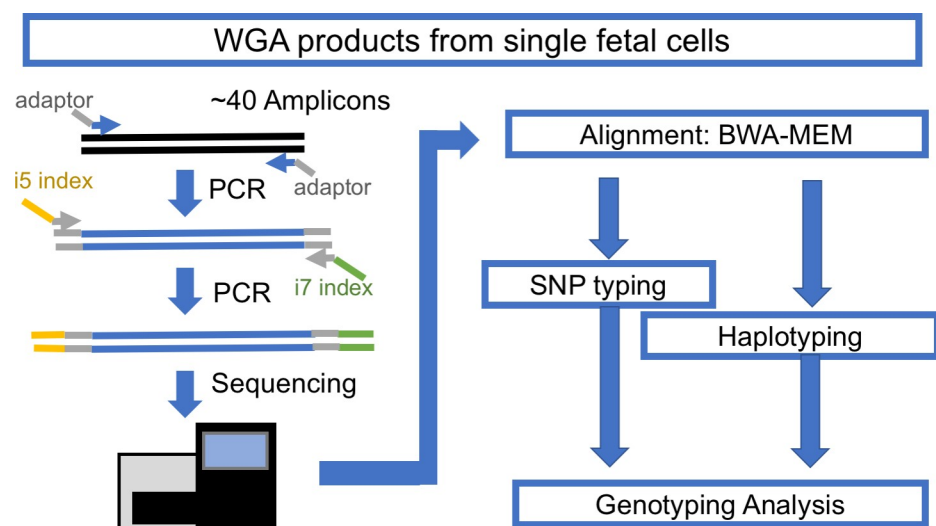 WGA products from single fetal cells
adaptor
~40 Amplicons
adaptor
PCR
i5 index
PCR
i7 index
Sequencing
Alignment: BWA-MEM
SNP typing
Haplotyping
Genotyping Analysis